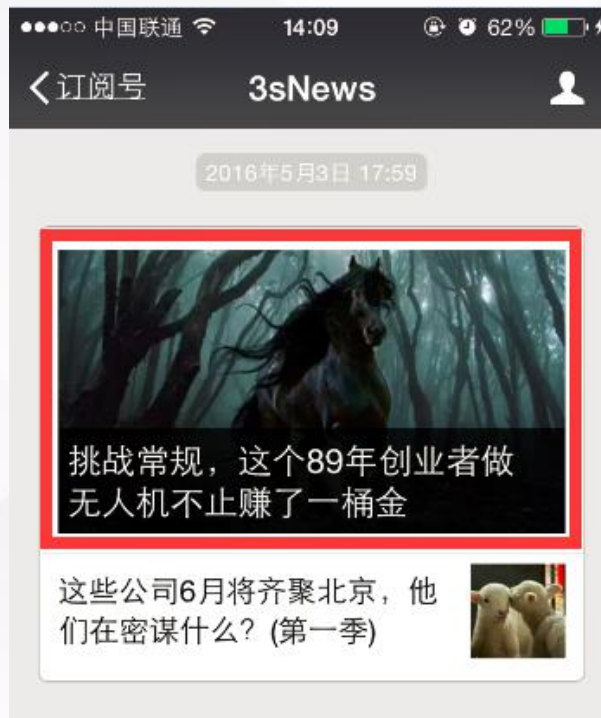 中国联通 14:09 62%
订阅号 3sNews
2016年5月3日 17:59
挑战常规，这个89年创业者做
无人机不止赚了一桶金
这些公司6月将齐聚北京，他
们在密谋什么？(第一季)